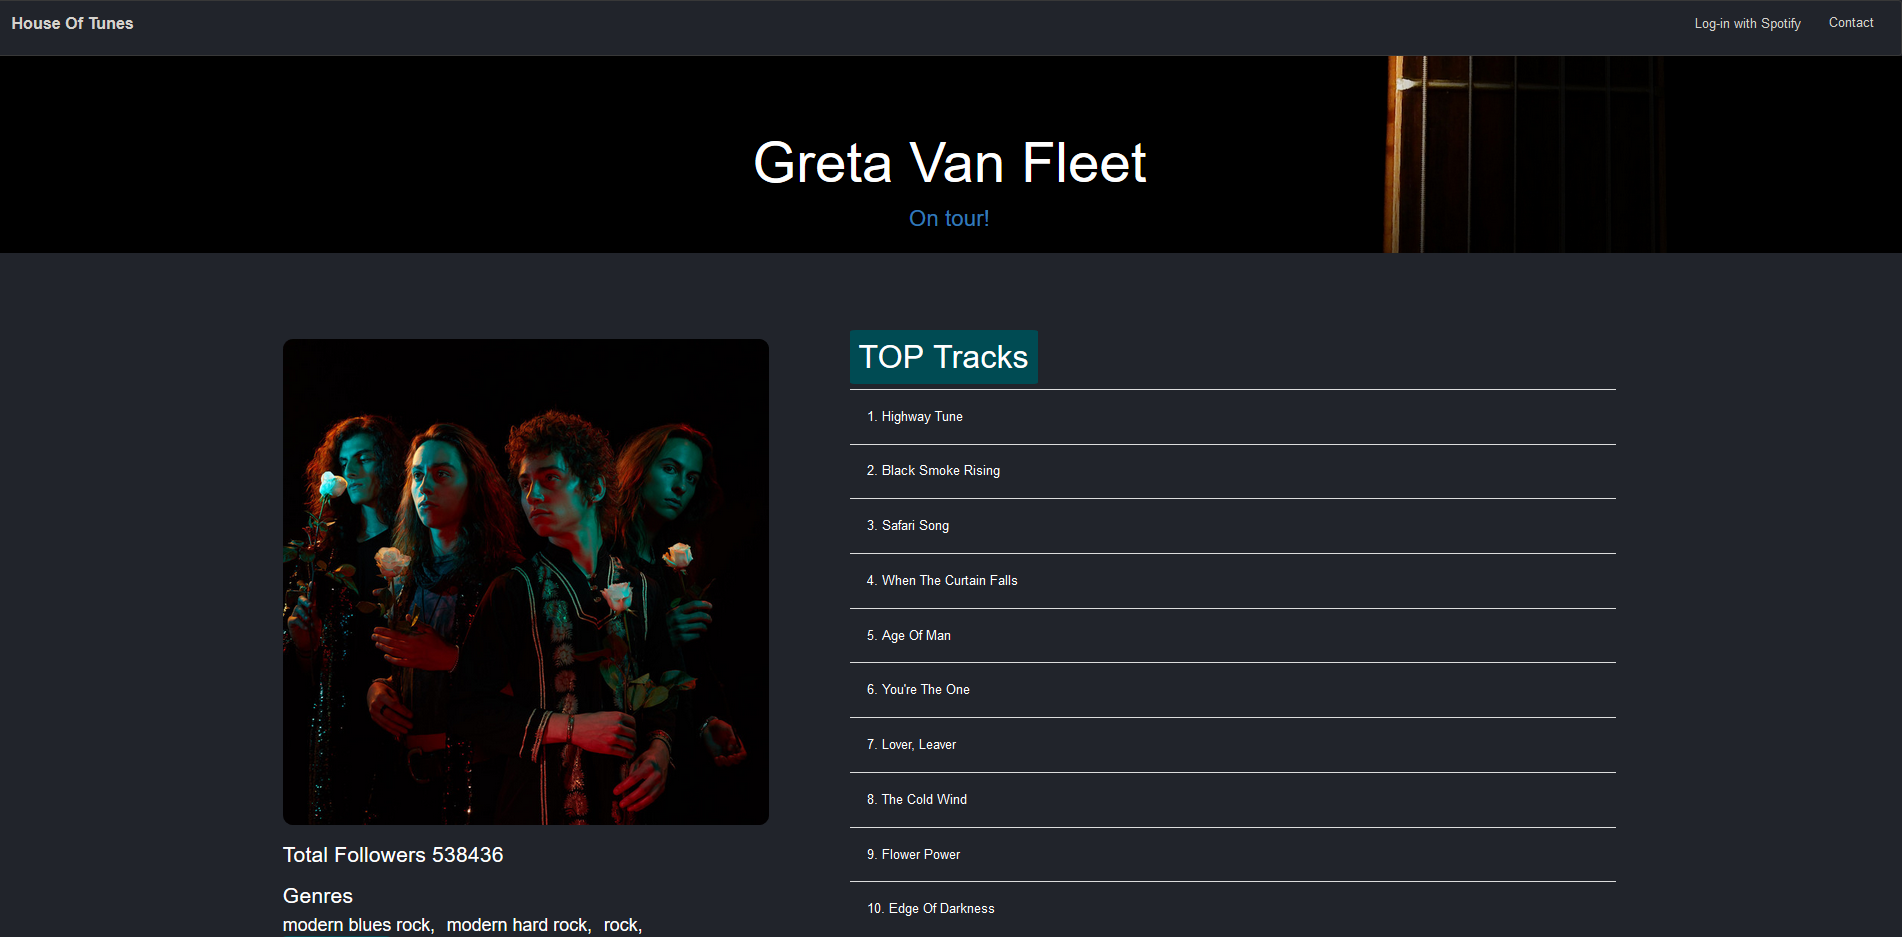 House Of Tunes
Log-in with Spotify
Contact
Greta Van Fleet
On tour!
TOP Tracks
1. Highway Tune
2. Black Smoke Rising
3. Safari Song
4. When The Curtain Falls
5. Age Of Man
6. You're The One
7. Lover, Leaver
8. The Cold Wind
9. Flower Power
10. Edge Of Darkness
Total Followers 538436
Genres
modern blues rock, modern hard rock, rock,